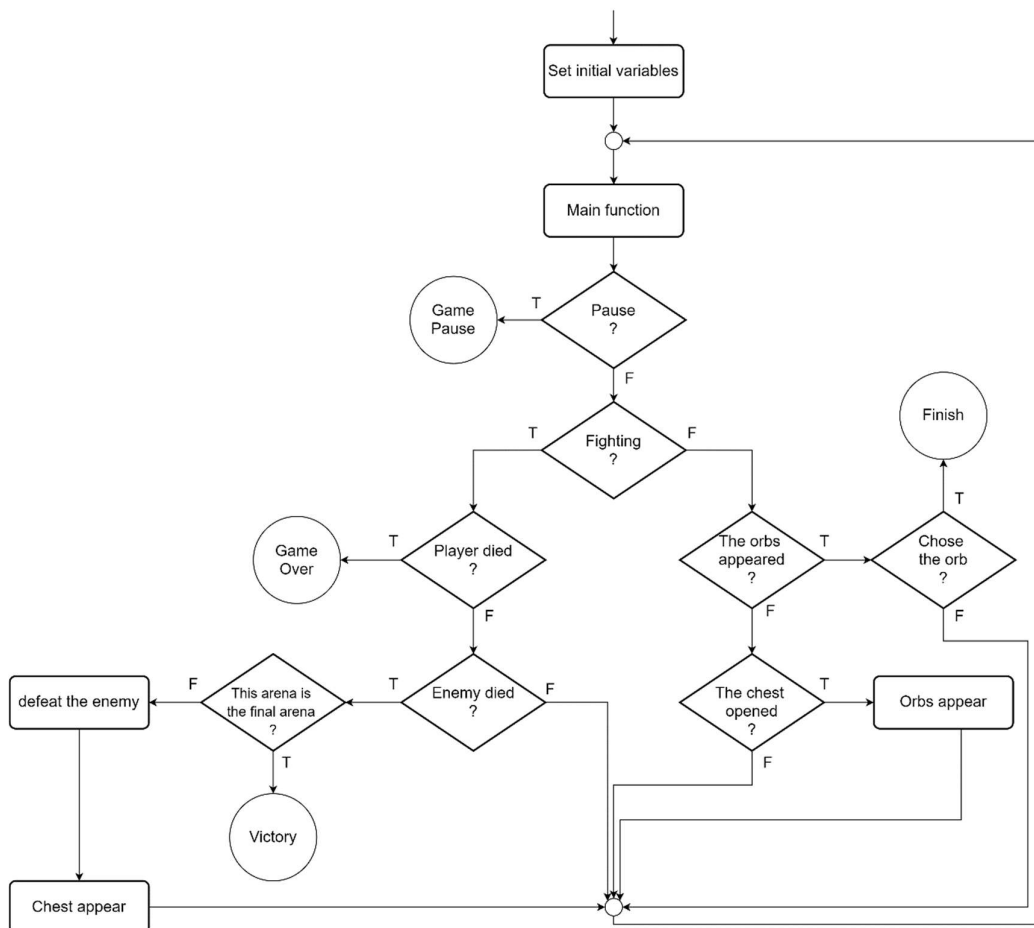 Set initial variables
Main function
Game
Pause
T
Pause
?
F
Finish
T
Fighting
?
F
T
Game
Over
T
Player died
?
F
The orbs
appeared
?
T
F
Chose
the orb
?
F
defeat the enemy
F
This arena is
the final arena
?
T
T
Enemy died
?
F
The chest
opened
?
T
F
Orbs appear
Victory
Chest appear